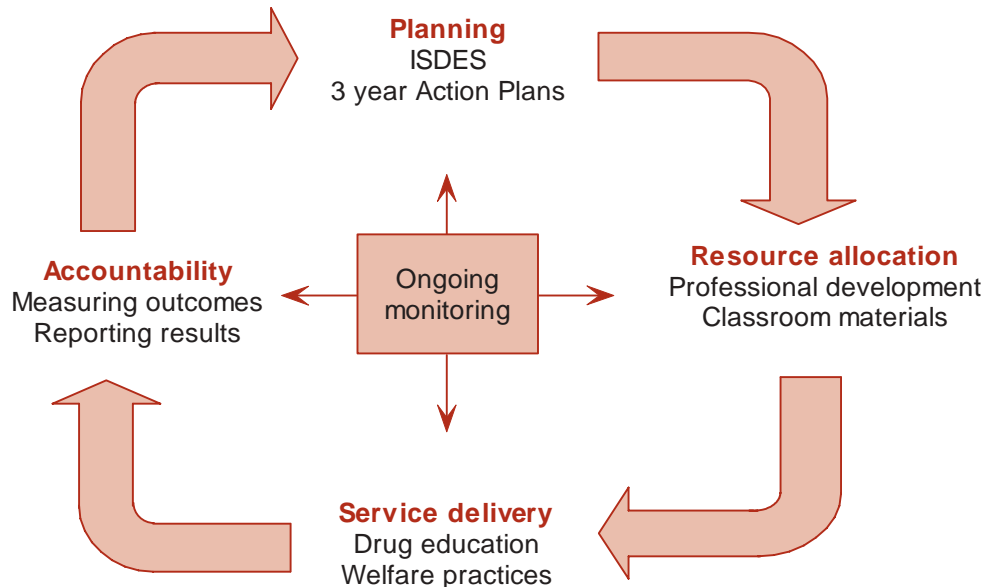 Planning
ISDES
3 year Action Plans
Accountability
Measuring outcomes
Reporting results
Ongoing
monitoring
Resource allocation
Professional development
Classroom materials
Service delivery
Drug education
Welfare practices